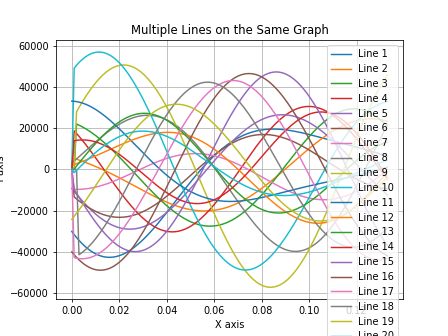 Multiple Lines on the Same Graph
60000
40000
20000
0
−20000
−40000
−60000
0.00
0.02
0.04
0.06
0.08
0.10
X axis
Line 1
Line 2
Line 3
Line 4
Line 5
Line 6
Line 7
Line 8
Line 9
Line 10
Line 11
Line 12
Line 13
Line 14
Line 15
Line 16
Line 17
Line 18
Line 19
Line 20